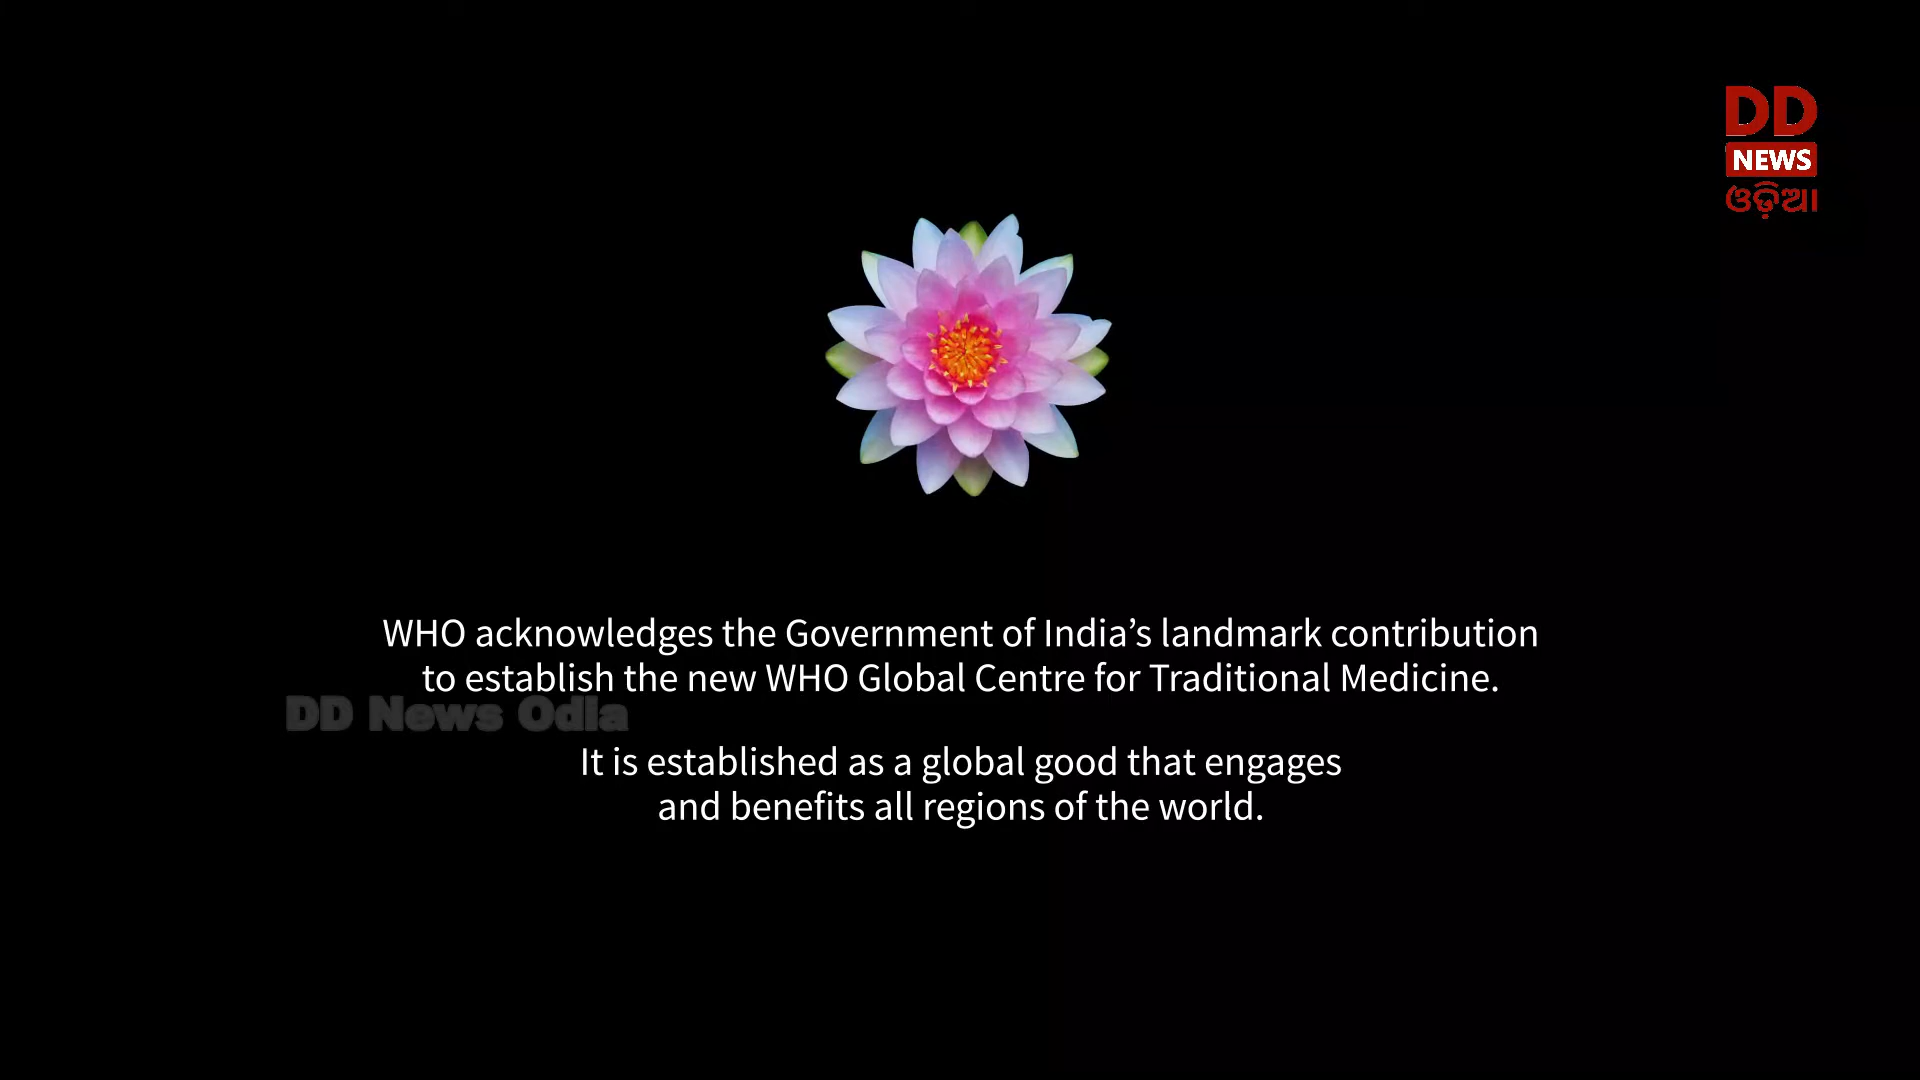 DD
NEWS
ଓଡ଼ିଆ
WHO acknowledges the Government of India’s landmark contribution
to establish the new WHO Global Centre for Traditional Medicine.
DD News Odia
It is established as a global good that engages
and benefits all regions of the world.